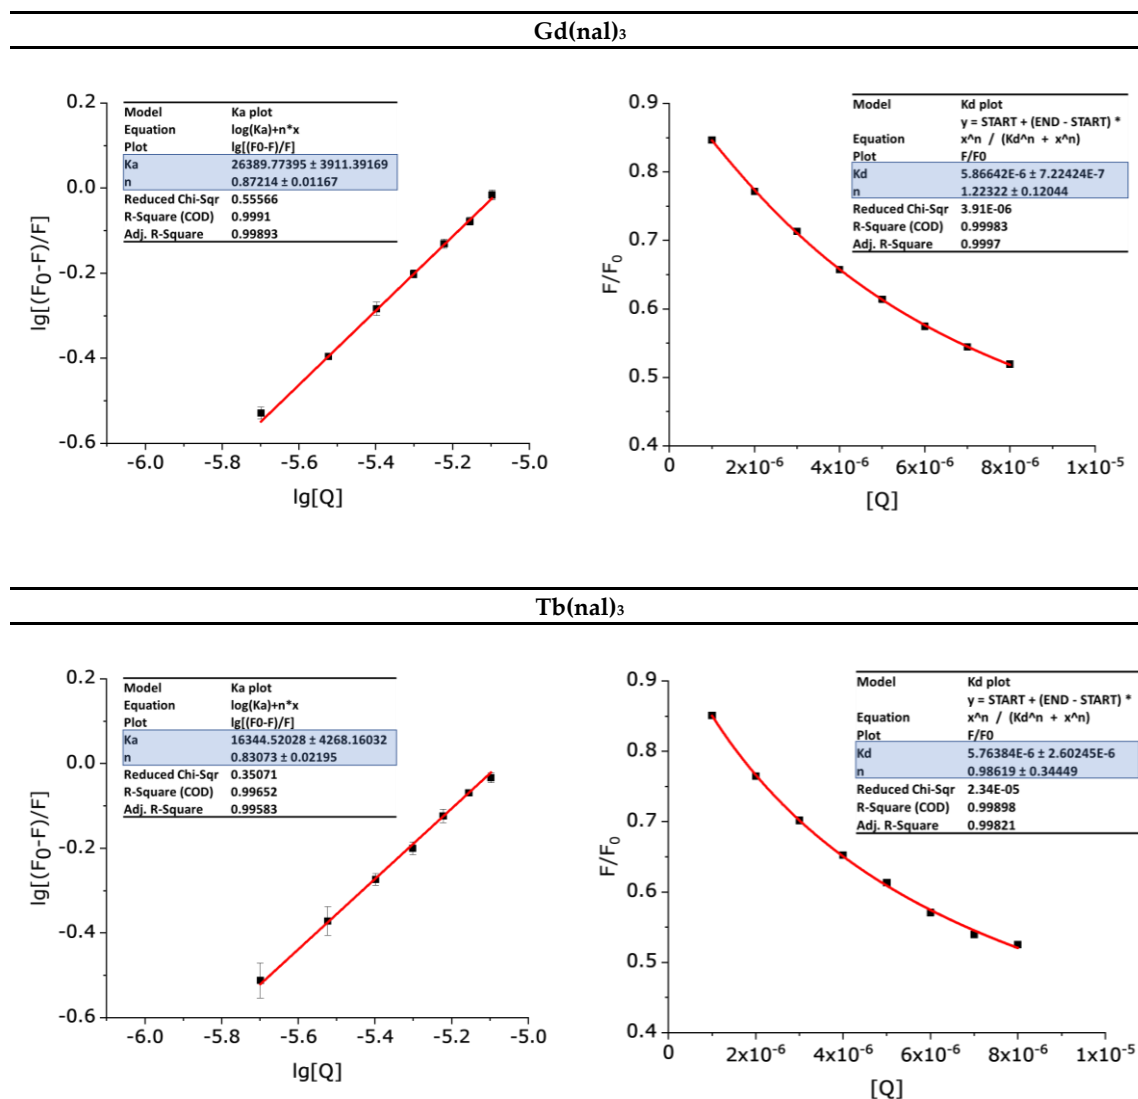 Gd(nal)₃
Model Ka plot
Equation log(Ka)+n*x
Plot lg[(F0-F)/F]
Ka 26389.77395 ± 3911.39169
n 0.87214 ± 0.01167
Reduced Chi-Sqr 0.55566
R-Square (COD) 0.9991
Adj. R-Square 0.99893
0.2
0.0
-0.2
-0.4
-0.6
lg[(F₀-F)/F]
-6.0 -5.8 -5.6 -5.4 -5.2 -5.0
lg[Q]
Model Kd plot
y = START + (END - START) *
Equation x^n / (Kd^n + x^n)
Plot F/F0
Kd 5.86642E-6 ± 7.22424E-7
n 1.22322 ± 0.12044
Reduced Chi-Sqr 3.91E-06
R-Square (COD) 0.99983
Adj. R-Square 0.9997
0.9
0.8
0.7
0.6
0.5
0.4
F/F₀
0 2x10⁻⁶ 4x10⁻⁶ 6x10⁻⁶ 8x10⁻⁶ 1x10⁻⁵
[Q]
Tb(nal)₃
Model Ka plot
Equation log(Ka)+n*x
Plot lg[(F0-F)/F]
Ka 16344.52028 ± 4268.16032
n 0.83073 ± 0.02195
Reduced Chi-Sqr 0.35071
R-Square (COD) 0.99652
Adj. R-Square 0.99583
0.2
0.0
-0.2
-0.4
-0.6
lg[(F₀-F)/F]
-6.0 -5.8 -5.6 -5.4 -5.2 -5.0
lg[Q]
Model Kd plot
y = START + (END - START) *
Equation x^n / (Kd^n + x^n)
Plot F/F0
Kd 5.76384E-6 ± 2.60245E-6
n 0.98619 ± 0.34449
Reduced Chi-Sqr 2.34E-05
R-Square (COD) 0.99898
Adj. R-Square 0.99821
0.9
0.8
0.7
0.6
0.5
0.4
F/F₀
0 2x10⁻⁶ 4x10⁻⁶ 6x10⁻⁶ 8x10⁻⁶ 1x10⁻⁵
[Q]